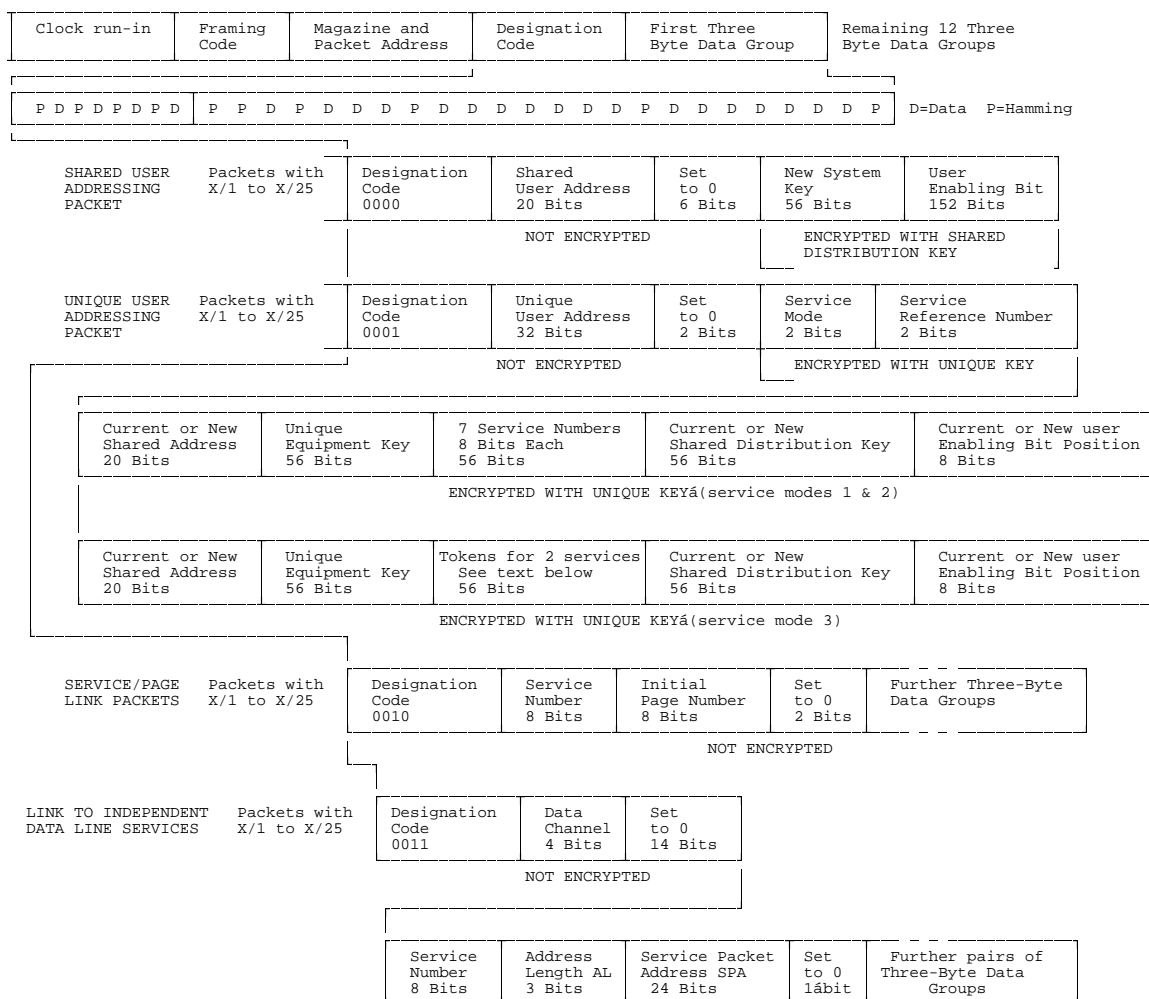 Clock run-in Framing Magazine and Designation First Three Remaining 12 Three
Code Packet Address Code Byte Data Group Byte Data Groups
P D P D P D P D P P D P D D D P D D D D D D D P D D D D D D D P D=Data P=Hamming
SHARED USER Packets with Designation Shared Set New System User
ADDRESSING X/1 to X/25 Code User Address to 0 Key Enabling Bit
PACKET 0000 20 Bits 6 Bits 56 Bits 152 Bits
NOT ENCRYPTED ENCRYPTED WITH SHARED
DISTRIBUTION KEY
UNIQUE USER Packets with Designation Unique Set Service Service
ADDRESSING X/1 to X/25 Code User Address to 0 Mode Reference Number
PACKET 0001 32 Bits 2 Bits 2 Bits 2 Bits
NOT ENCRYPTED ENCRYPTED WITH UNIQUE KEY
Current or New Unique 7 Service Numbers Current or New Current or New user
Shared Address Equipment Key 8 Bits Each Shared Distribution Key Enabling Bit Position
20 Bits 56 Bits 56 Bits 56 Bits 8 Bits
ENCRYPTED WITH UNIQUE KEYá(service modes 1 & 2)
Current or New Unique Tokens for 2 services Current or New Current or New user
Shared Address Equipment Key See text below Shared Distribution Key Enabling Bit Position
20 Bits 56 Bits 56 Bits 56 Bits 8 Bits
ENCRYPTED WITH UNIQUE KEYá(service mode 3)
SERVICE/PAGE Packets with Designation Service Initial Set Further Three-Byte
LINK PACKETS X/1 to X/25 Code Number Page Number to 0 Data Groups
0010 8 Bits 8 Bits 2 Bits
NOT ENCRYPTED
LINK TO INDEPENDENT Packets with Designation Data Set
DATA LINE SERVICES X/1 to X/25 Code Channel to 0
0011 4 Bits 14 Bits
NOT ENCRYPTED
Service Address Service Packet Set Further pairs of
Number Length AL Address SPA to 0 Three-Byte Data
8 Bits 3 Bits 24 Bits 1ábit Groups